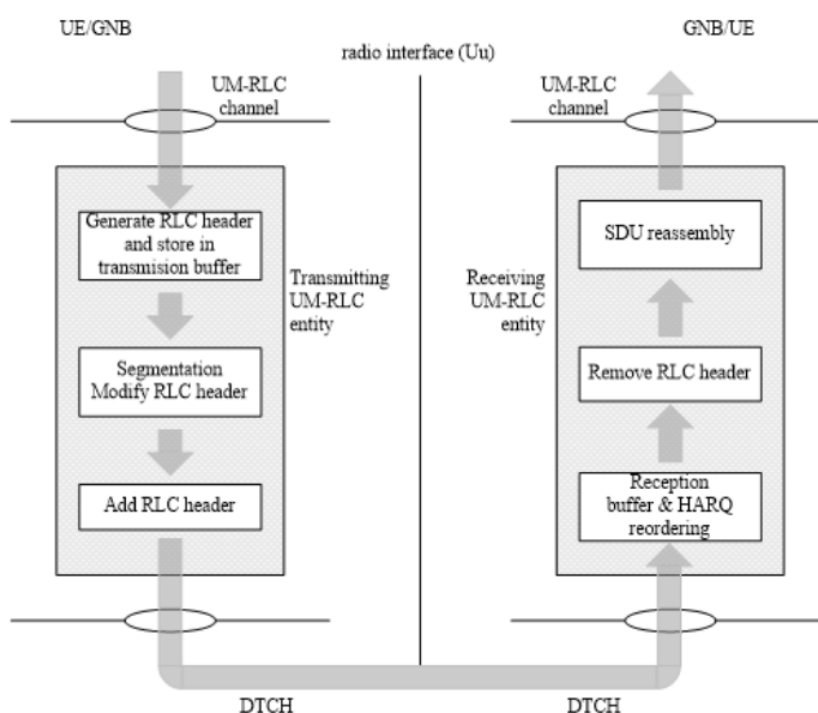 UE/GNB
GNB/UE
radio interface (Uu)
UM-RLC
channel
UM-RLC
channel
Generate RLC header
and store in
transmision buffer
Transmitting
UM-RLC
entity
Segmentation
Modify RLC header
Add RLC header
SDU reassembly
Receiving
UM-RLC
entity
Remove RLC header
Reception
buffer & HARQ
reordering
DTCH
DTCH